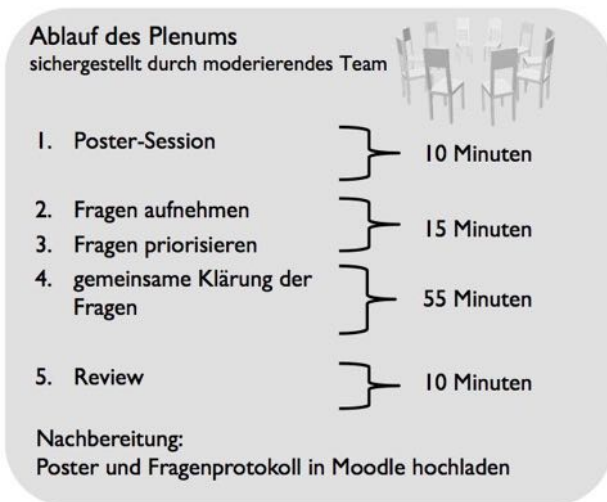 Ablauf des Plenums
sichergestellt durch moderierendes Team
1. Poster-Session
10 Minuten
2. Fragen aufnehmen
3. Fragen priorisieren
15 Minuten
4. gemeinsame Klärung der
Fragen
55 Minuten
5. Review
10 Minuten
Nachbereitung:
Poster und Fragenprotokoll in Moodle hochladen